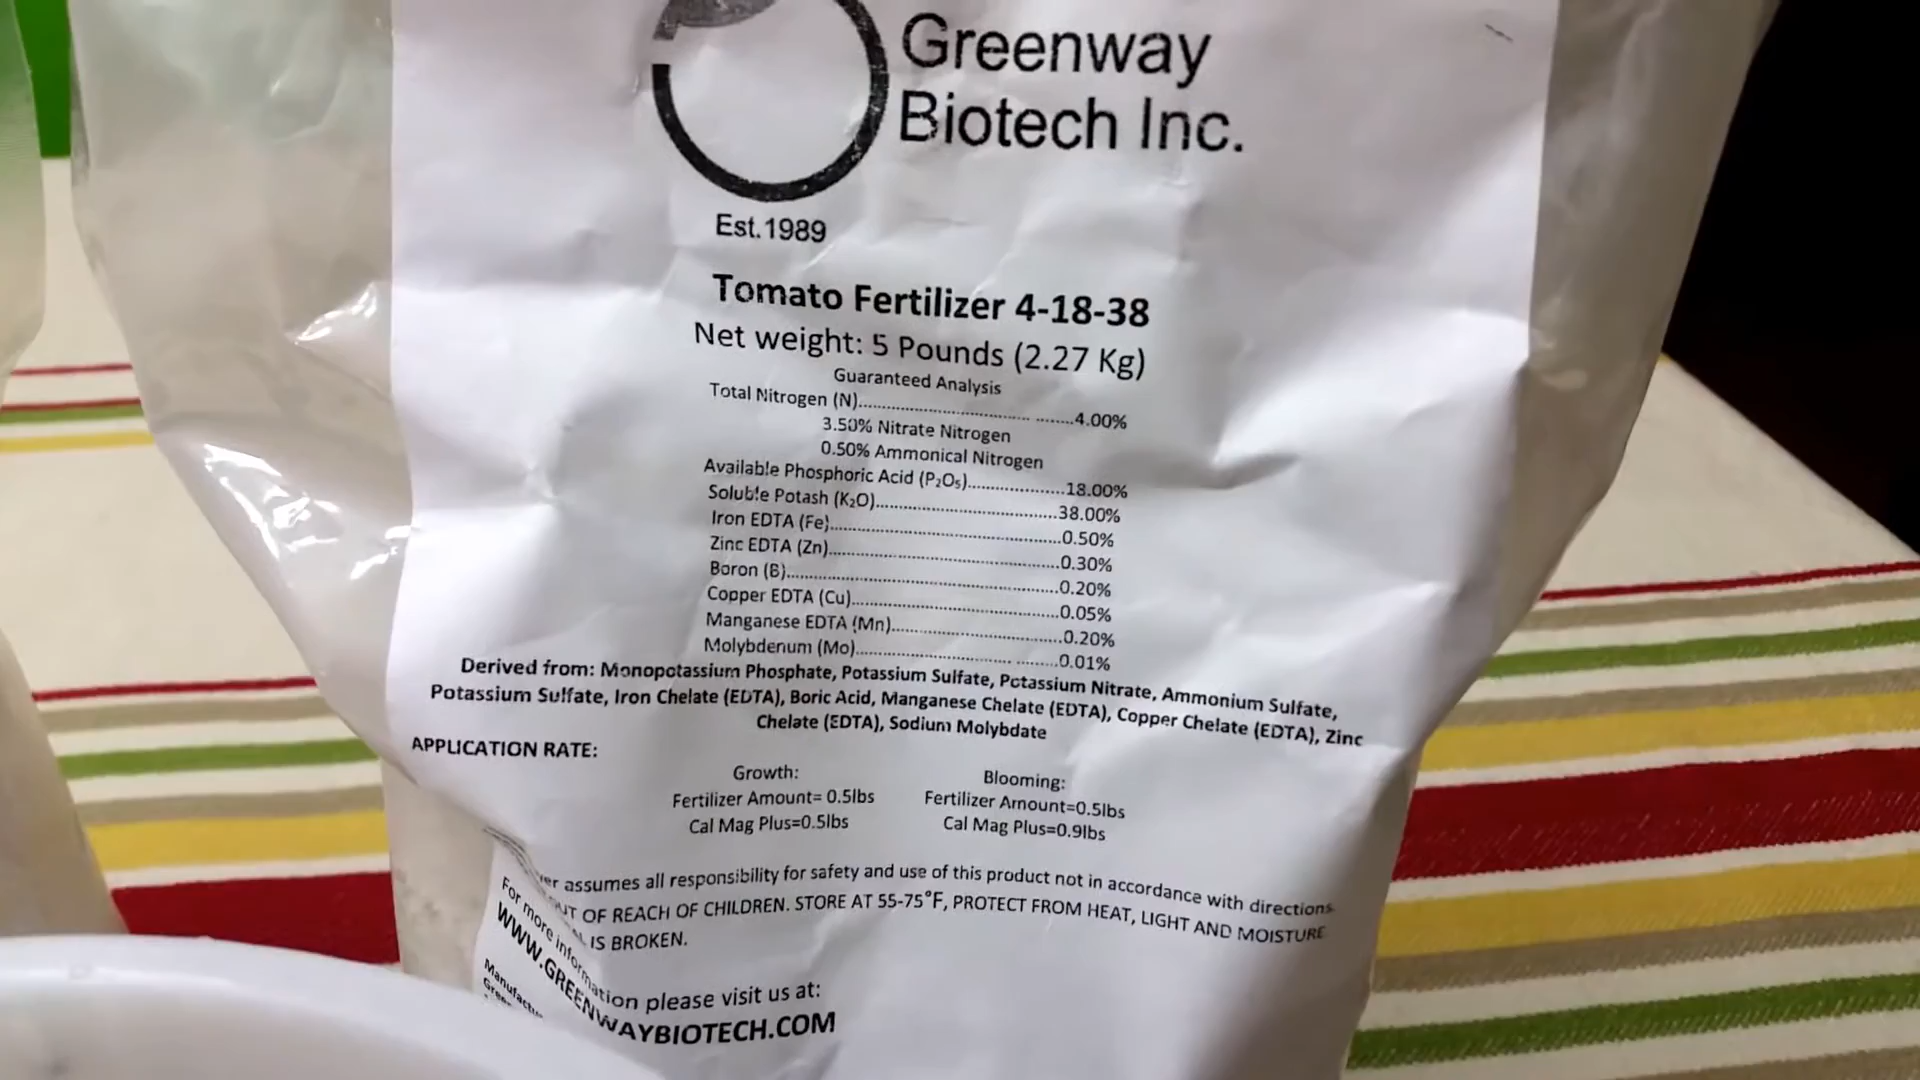 Greenway
Biotech Inc.
Est.1989
Tomato Fertilizer 4-18-38
Net weight: 5 Pounds (2.27 Kg)
Guaranteed Analysis
Total Nitrogen (N)..........4.00%
3.50% Nitrate Nitrogen
0.50% Ammonical Nitrogen
Available Phosphoric Acid (P₂O₅)..........18.00%
Soluble Potash (K₂O)..........38.00%
Iron EDTA (Fe)..........0.50%
Zinc EDTA (Zn)..........0.30%
Boron (B)..........0.20%
Copper EDTA (Cu)..........0.05%
Manganese EDTA (Mn)..........0.20%
Molybdenum (Mo)..........0.01%
Derived from: Monopotassium Phosphate, Potassium Sulfate, Potassium Nitrate, Ammonium Sulfate,
Potassium Sulfate, Iron Chelate (EDTA), Boric Acid, Manganese Chelate (EDTA), Copper Chelate (EDTA), Zinc
Chelate (EDTA), Sodium Molybdate
APPLICATION RATE:
Growth:
Fertilizer Amount= 0.5lbs
Cal Mag Plus=0.5lbs
Blooming:
Fertilizer Amount=0.5lbs
Cal Mag Plus=0.9lbs
assumes all responsibility for safety and use of this product not in accordance with directions
OUT OF REACH OF CHILDREN. STORE AT 55-75°F, PROTECT FROM HEAT, LIGHT AND MOISTURE
IS BROKEN.
For more information please visit us at:
WWW.GREENWAYBIOTECH.COM